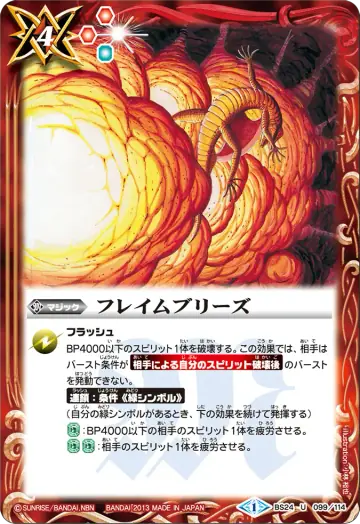 4
マジック フレイムブリーズ
フラッシュ
BP4000以下のスピリット1体を破壊する。この効果では、相手は
バースト条件が相手による自分のスピリット破壊後のバースト
を発動できない。
連鎖:条件《緑シンボル》
(自分の緑シンボルがあるとき、下の効果を続けて発揮する)
:BP4000以下の相手のスピリット1体を疲労させる。
:相手のスピリット1体を疲労させる。
©SUNRISE/BANDAI,NBN BANDAI 2013 MADE IN JAPAN 1 BS24-U 099/114